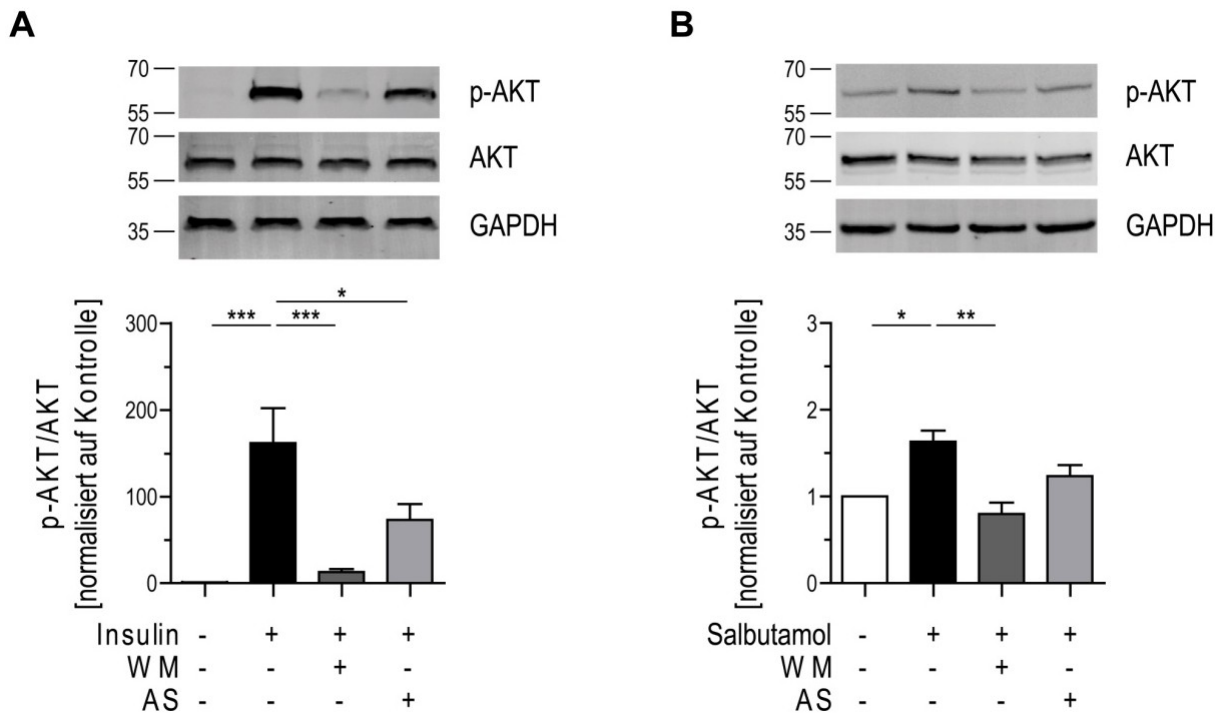 A
70
55
p-AKT
70
55
AKT
35
GAPDH
* 
*** ***
300
200
100
0
p-AKT/AKT
[normalisiert auf Kontrolle]
Insulin - + + +
WM - - + -
AS - - - +
B
70
55
p-AKT
70
55
AKT
35
GAPDH
* **
3
2
1
0
p-AKT/AKT
[normalisiert auf Kontrolle]
Salbutamol - + + +
WM - - + -
AS - - - +